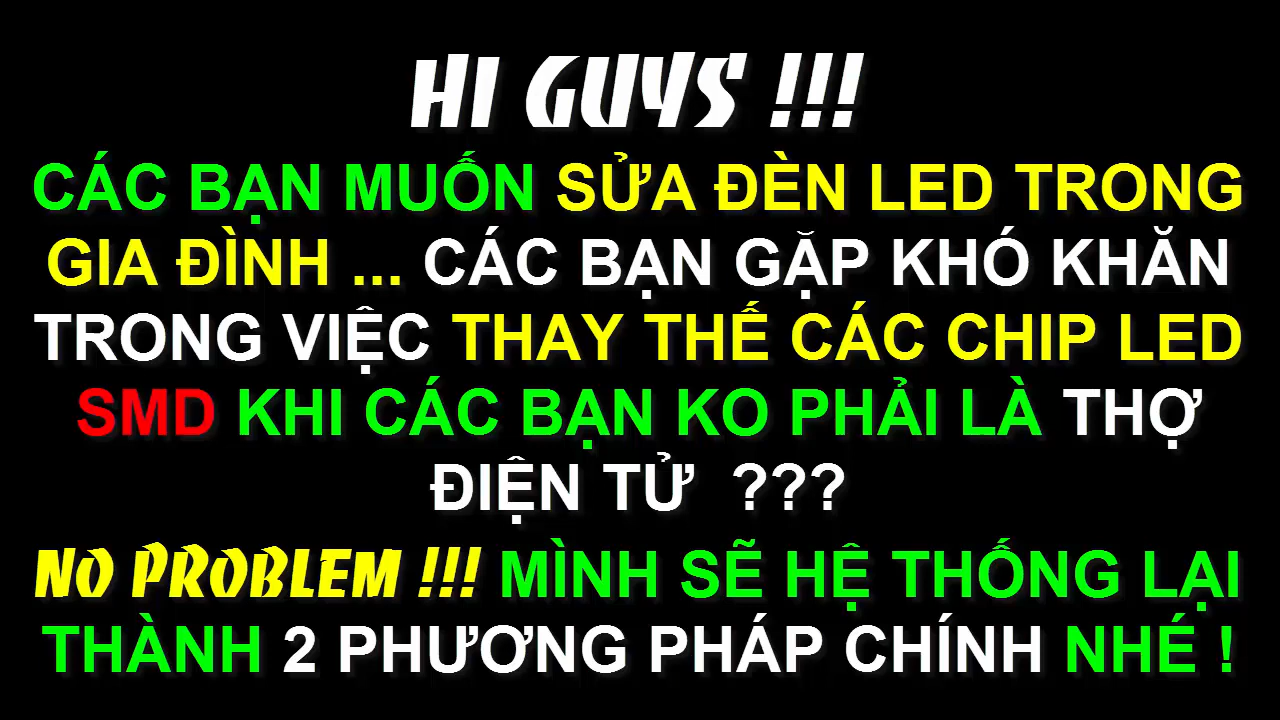 HI GUYS !!!
CÁC BẠN MUỐN SỬA ĐÈN LED TRONG
GIA ĐÌNH ... CÁC BẠN GẶP KHÓ KHĂN
TRONG VIỆC THAY THẾ CÁC CHIP LED
SMD KHI CÁC BẠN KO PHẢI LÀ THỢ
ĐIỆN TỬ ???
NO PROBLEM !!! MÌNH SẼ HỆ THỐNG LẠI
THÀNH 2 PHƯƠNG PHÁP CHÍNH NHÉ !